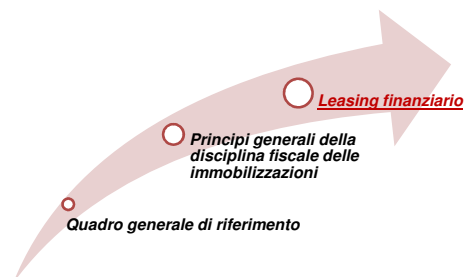 Leasing finanziario
Principi generali della
disciplina fiscale delle
immobilizzazioni
Quadro generale di riferimento